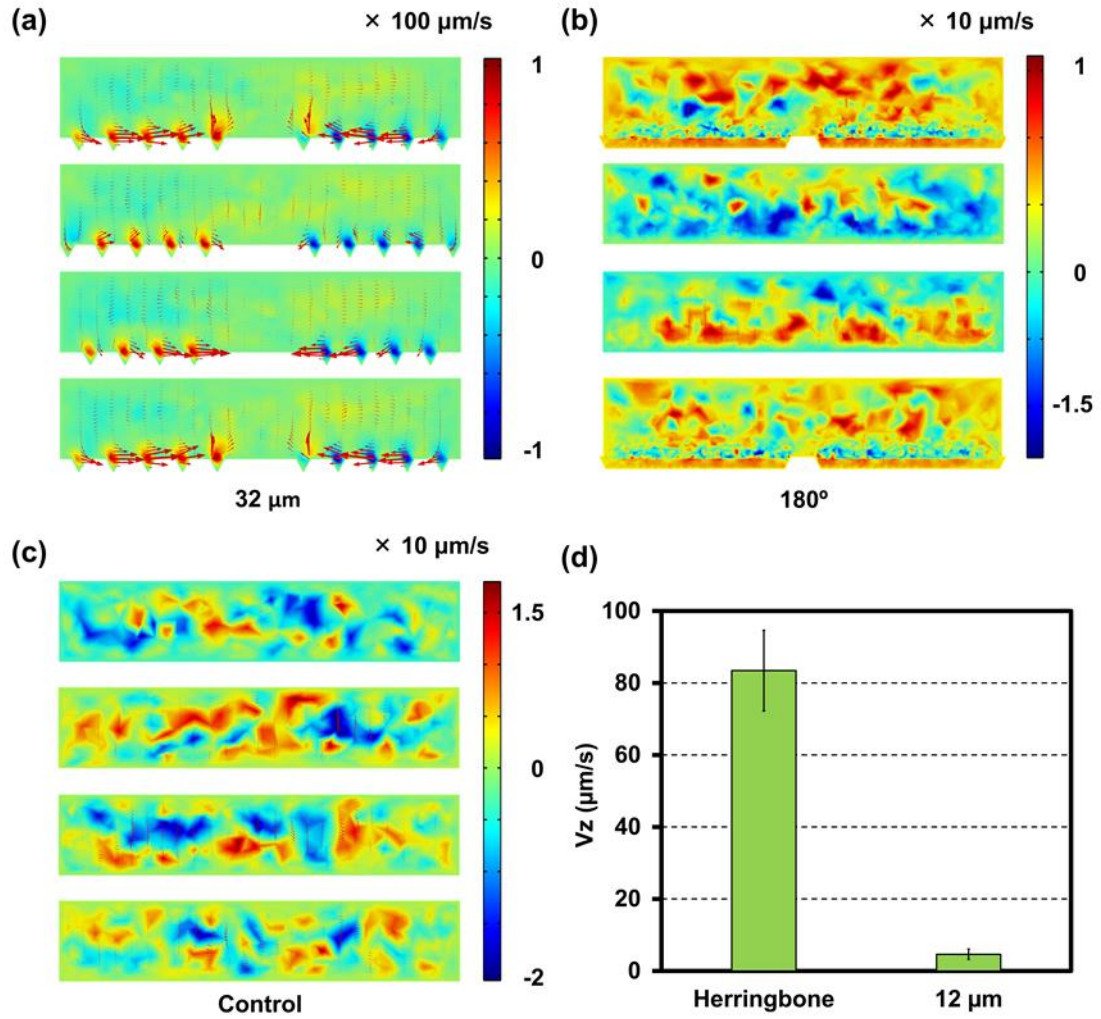 (a)
× 100 µm/s
1
0
-1
32 µm
(b)
× 10 µm/s
1
0
-1.5
180º
(c)
× 10 µm/s
1.5
0
-2
Control
(d)
100
80
60
40
20
0
Vz (µm/s)
Herringbone
12 µm